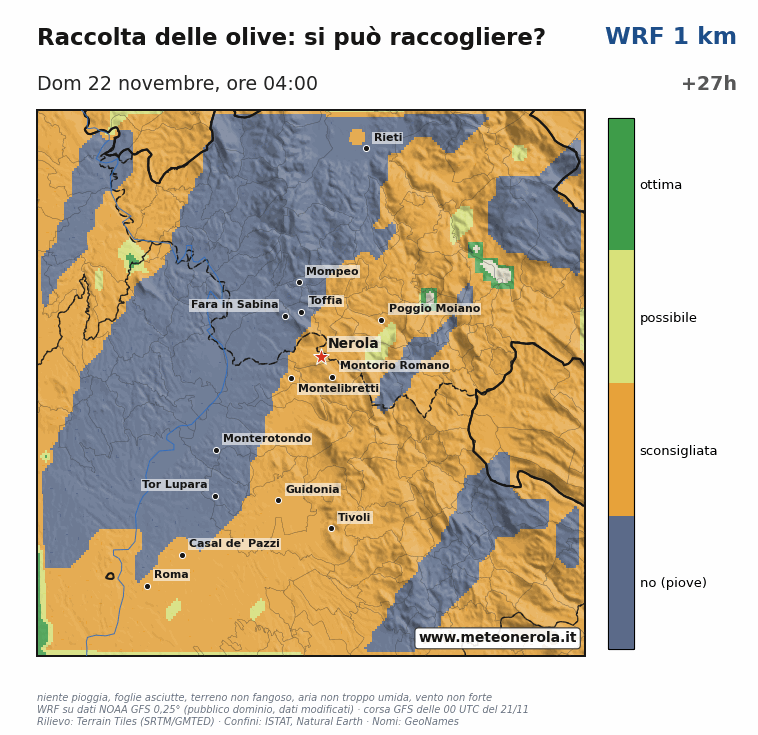 Raccolta delle olive: si può raccogliere?
WRF 1 km
Dom 22 novembre, ore 04:00
+27h
Rieti
Mompeo
Toffia
Fara in Sabina
Poggio Moiano
Nerola
Montorio Romano
Montelibretti
Monterotondo
Tor Lupara
Guidonia
Tivoli
Casal de' Pazzi
Roma
www.meteonerola.it
ottima
possibile
sconsigliata
no (piove)
niente pioggia, foglie asciutte, terreno non fangoso, aria non troppo umida, vento non forte
WRF su dati NOAA GFS 0,25° (pubblico dominio, dati modificati) · corsa GFS delle 00 UTC del 21/11
Rilievo: Terrain Tiles (SRTM/GMTED) · Confini: ISTAT, Natural Earth · Nomi: GeoNames